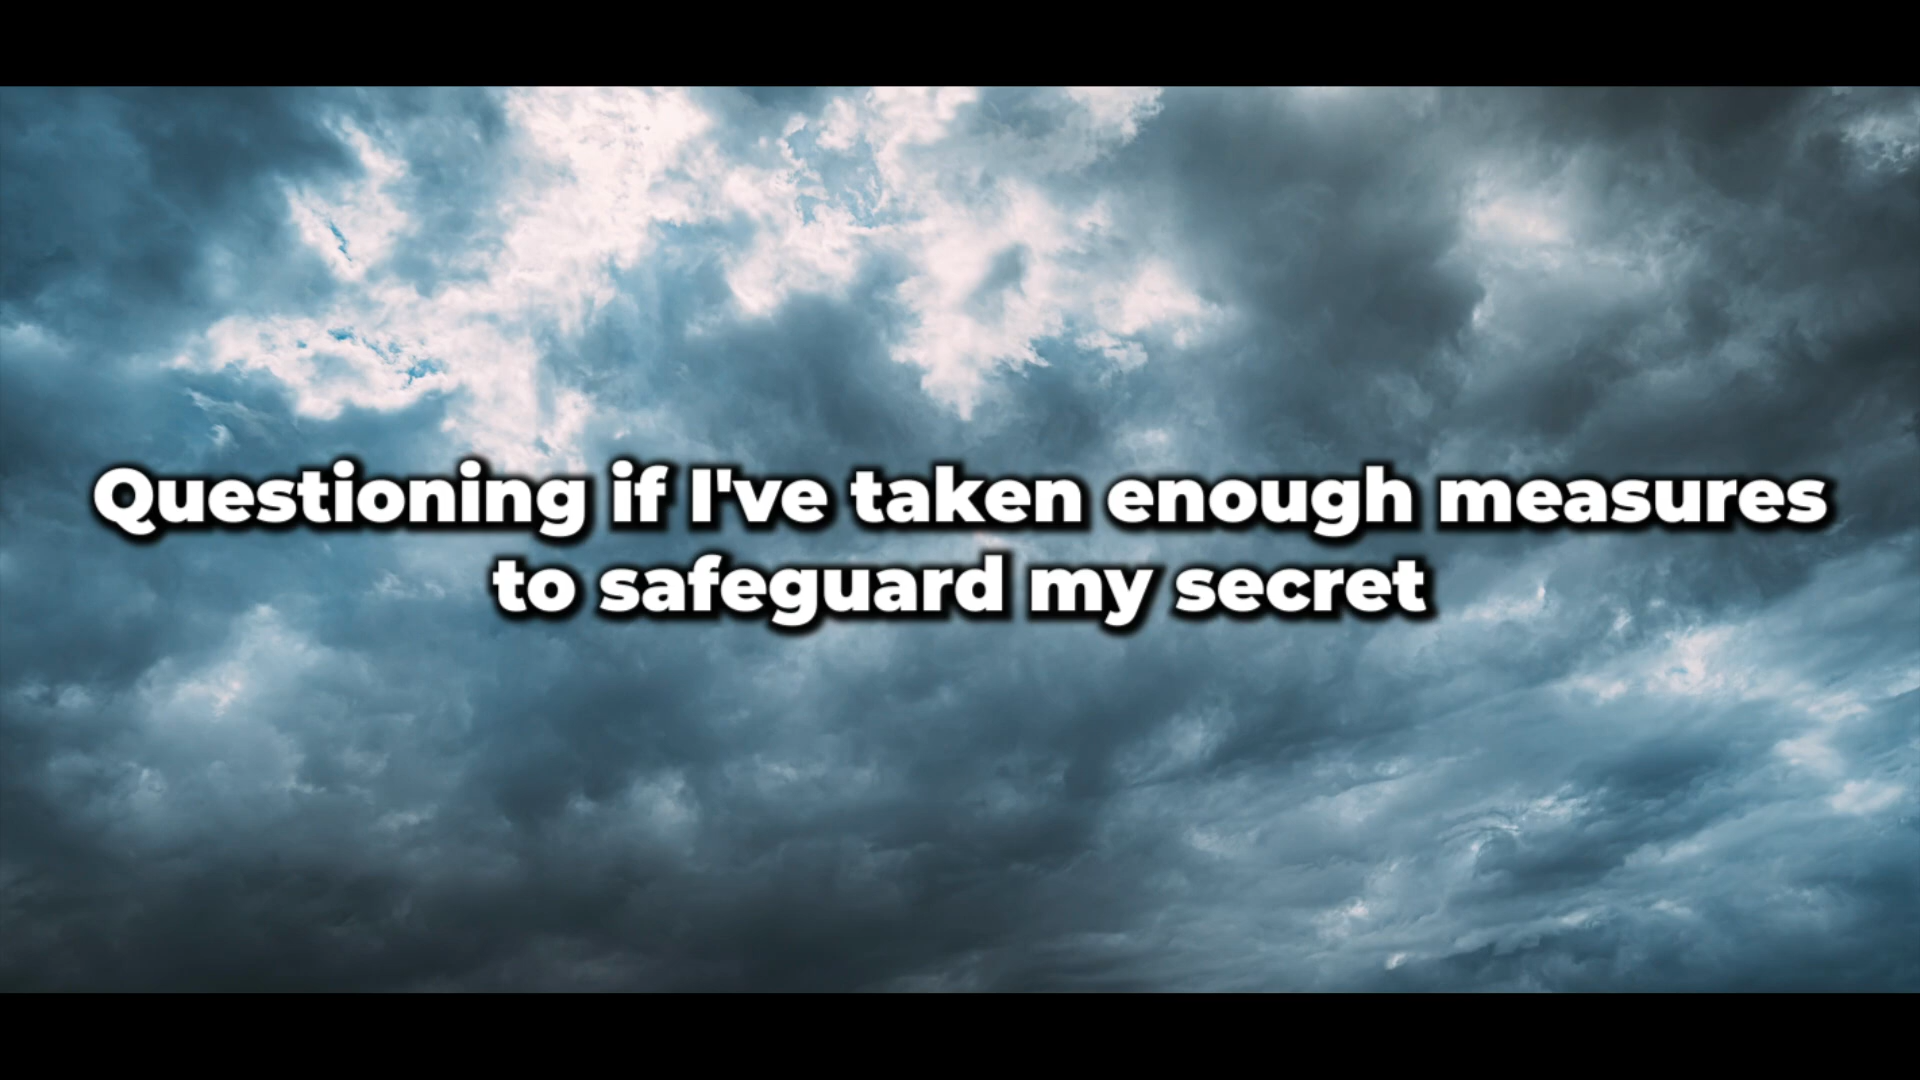 Questioning if I've taken enough measures
to safeguard my secret